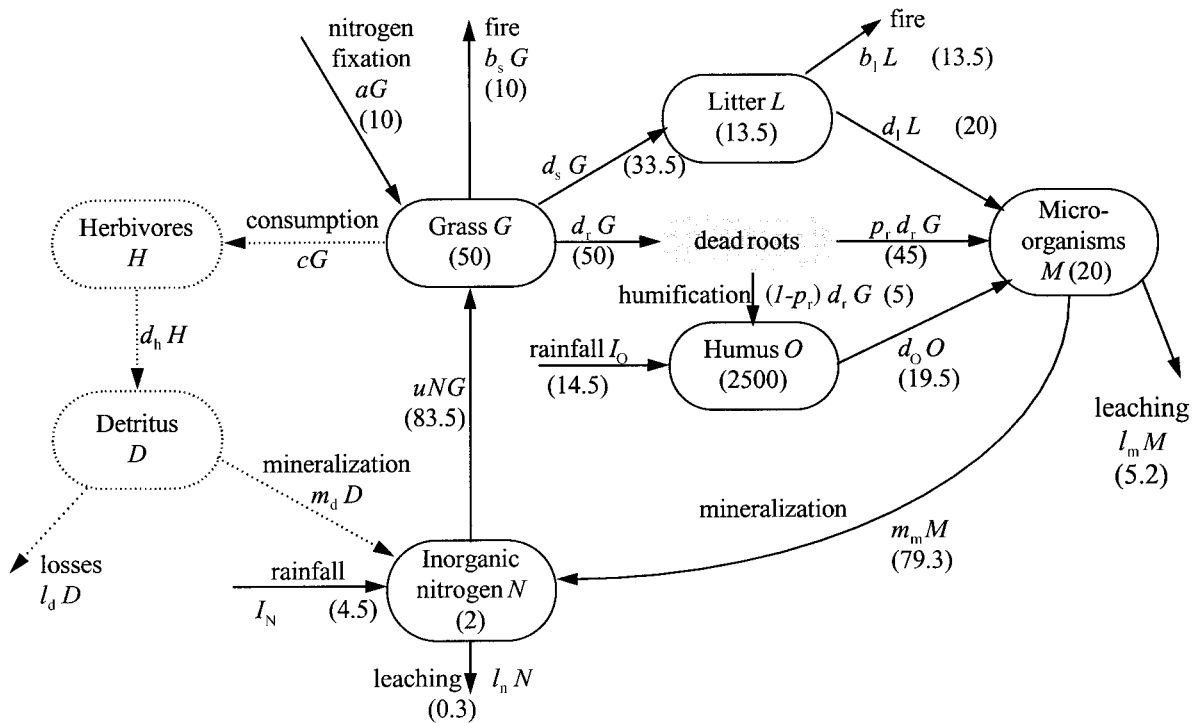 nitrogen
fixation
aG
(10)
fire
b_s G
(10)
fire
b_l L (13.5)
Litter L
(13.5)
d_l L (20)
d_s G (33.5)
Herbivores
H
consumption
cG
Grass G
(50)
d_r G
(50)
dead roots
p_r d_r G
(45)
Micro-
organisms
M (20)
humification (1-p_r) d_r G (5)
d_h H
rainfall I_O
(14.5)
Humus O
(2500)
d_O O
(19.5)
uNG
(83.5)
leaching
l_m M
(5.2)
Detritus
D
mineralization
m_d D
mineralization
m_m M
(79.3)
losses
l_d D
rainfall
I_N (4.5)
Inorganic
nitrogen N
(2)
leaching l_n N
(0.3)